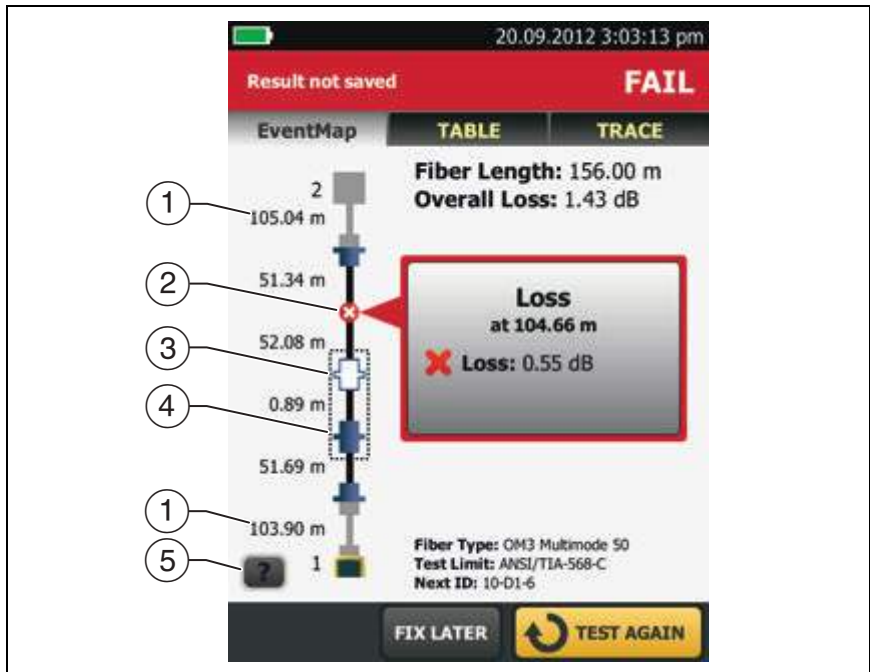 20.09.2012 3:03:13 pm
Result not saved FAIL
EventMap TABLE TRACE
Fiber Length: 156.00 m
Overall Loss: 1.43 dB
2
1
105.04 m
2
51.34 m
Loss
at 104.66 m
Loss: 0.55 dB
3
52.08 m
4
0.89 m
51.69 m
1
103.90 m
5
?
1
Fiber Type: OM3 Multimode 50
Test Limit: ANSI/TIA-568-C
Next ID: 10-D1-6
FIX LATER TEST AGAIN